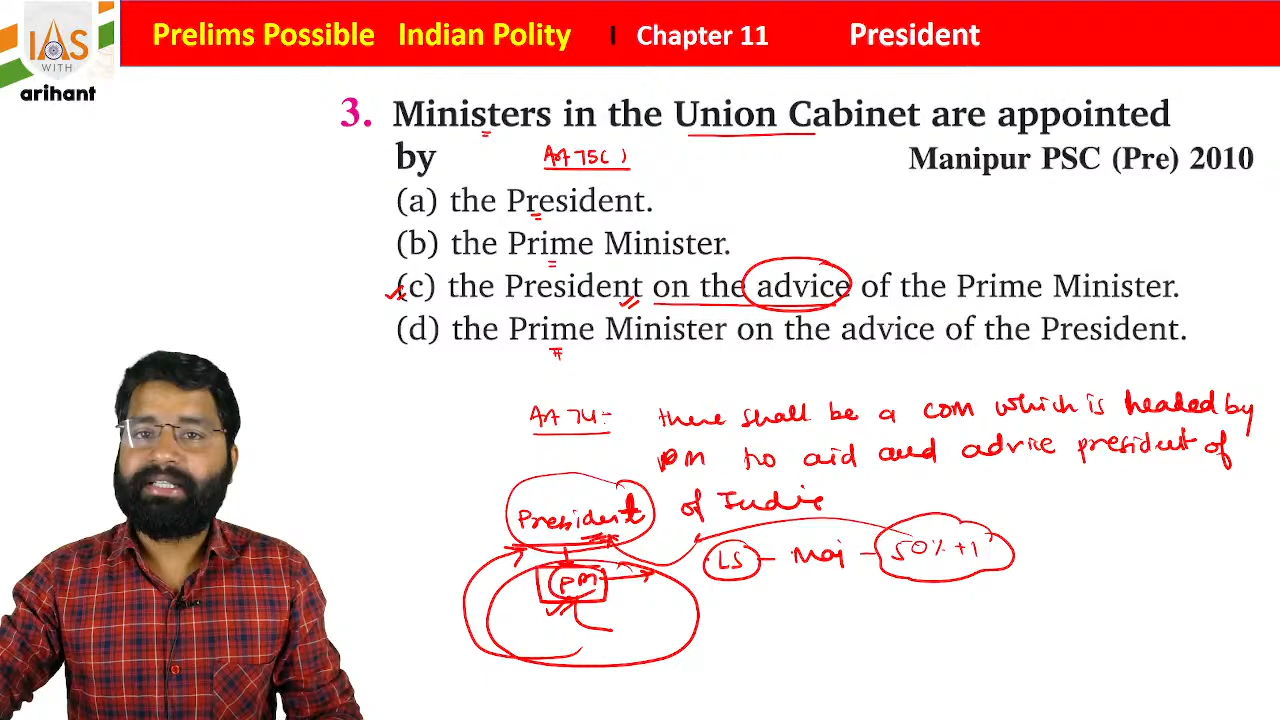 IAS
WITH
arihant
Prelims Possible Indian Polity | Chapter 11 President
3. Ministers in the Union Cabinet are appointed
by Art 75( ) Manipur PSC (Pre) 2010
(a) the President.
(b) the Prime Minister.
(c) the President on the advice of the Prime Minister.
(d) the Prime Minister on the advice of the President.
Art 74:- there shall be a COM which is headed by
PM to aid and advice president of
of India
President
LS - Maj - 50% + 1
PM